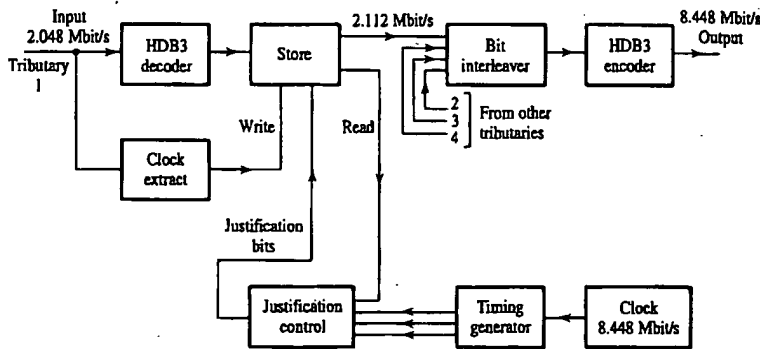 Input
2.048 Mbit/s
Tributary
1
HDB3
decoder
Store
2.112 Mbit/s
Bit
interleaver
HDB3
encoder
8.448 Mbit/s
Output
2
3
4
From other
tributaries
Write
Read
Clock
extract
Justification
bits
Justification
control
Timing
generator
Clock
8.448 Mbit/s